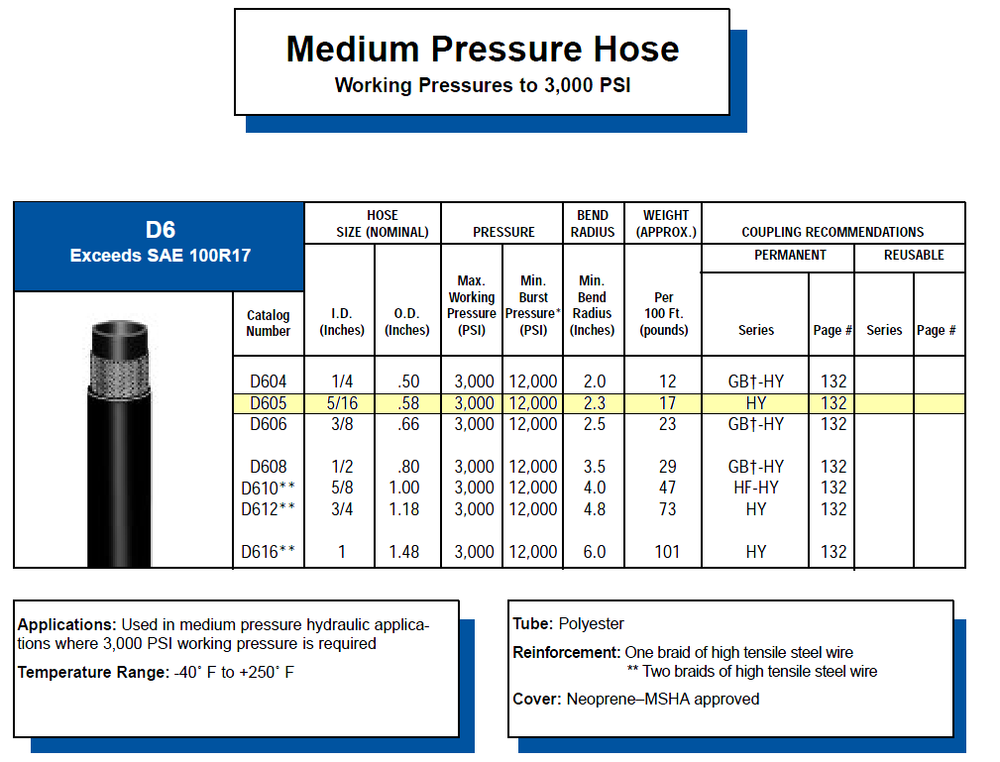 Medium Pressure Hose
Working Pressures to 3,000 PSI
D6
Exceeds SAE 100R17
HOSE SIZE (NOMINAL)
PRESSURE
BEND RADIUS
WEIGHT (APPROX.)
COUPLING RECOMMENDATIONS
PERMANENT
REUSABLE
Catalog Number
I.D. (Inches)
O.D. (Inches)
Max. Working Pressure (PSI)
Min. Burst Pressure* (PSI)
Min. Bend Radius (Inches)
Per 100 Ft. (pounds)
Series
Page #
Series
Page #
D604 1/4 .50 3,000 12,000 2.0 12 GB†-HY 132
D605 5/16 .58 3,000 12,000 2.3 17 HY 132
D606 3/8 .66 3,000 12,000 2.5 23 GB†-HY 132
D608 1/2 .80 3,000 12,000 3.5 29 GB†-HY 132
D610** 5/8 1.00 3,000 12,000 4.0 47 HF-HY 132
D612** 3/4 1.18 3,000 12,000 4.8 73 HY 132
D616** 1 1.48 3,000 12,000 6.0 101 HY 132
Applications: Used in medium pressure hydraulic applica-
tions where 3,000 PSI working pressure is required
Temperature Range: -40° F to +250° F
Tube: Polyester
Reinforcement: One braid of high tensile steel wire
** Two braids of high tensile steel wire
Cover: Neoprene–MSHA approved